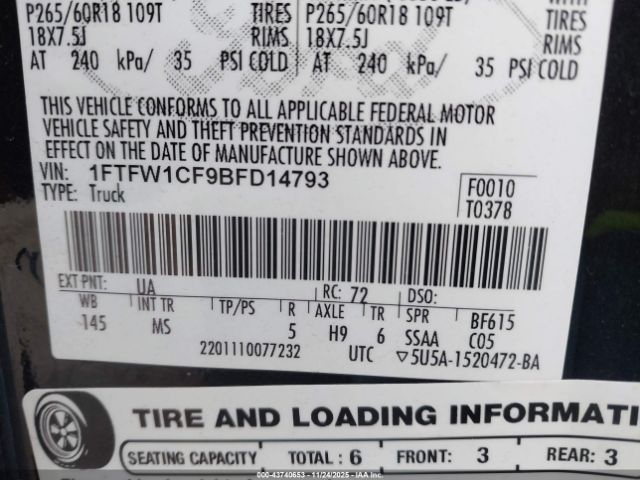 P265/60R18 109T TIRES P265/60R18 109T TIRES
18X7.5J RIMS 18X7.5J RIMS
AT 240 kPa/ 35 PSI COLD AT 240 kPa/ 35 PSI COLD
THIS VEHICLE CONFORMS TO ALL APPLICABLE FEDERAL MOTOR
VEHICLE SAFETY AND THEFT PREVENTION STANDARDS IN
EFFECT ON THE DATE OF MANUFACTURE SHOWN ABOVE.
VIN: 1FTFW1CF9BFD14793
TYPE: Truck
F0010
T0378
EXT PNT: UA RC: 72 DSO:
WB INT TR TP/PS R AXLE TR SPR BF615
145 MS 5 H9 6 SSAA C05
2201110077232 UTC ▽5U5A-1520472-BA
TIRE AND LOADING INFORMATI
SEATING CAPACITY TOTAL : 6 FRONT: 3 REAR: 3
000-43740653 - 11/24/2025 - IAA, Inc.